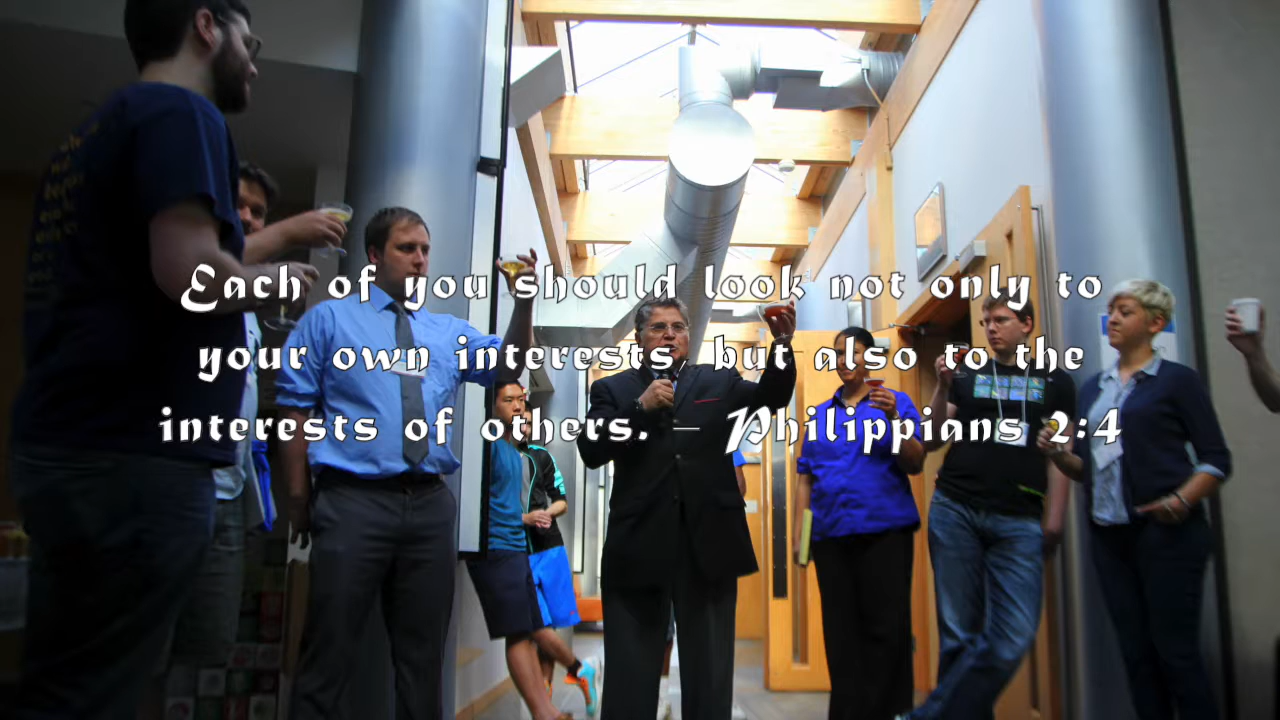 Each of you should look not only to
your own interests, but also to the
interests of others. — Philippians 2:4